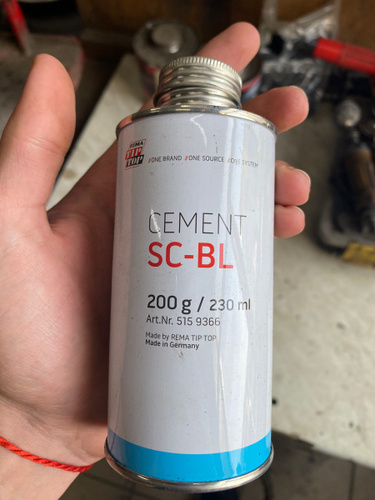 REMA
TIP
TOP
//ONE BRAND //ONE SOURCE //ONE SYSTEM
CEMENT
SC-BL
200 g / 230 ml
Art.Nr. 515 9366
Made by REMA TIP TOP
Made in Germany